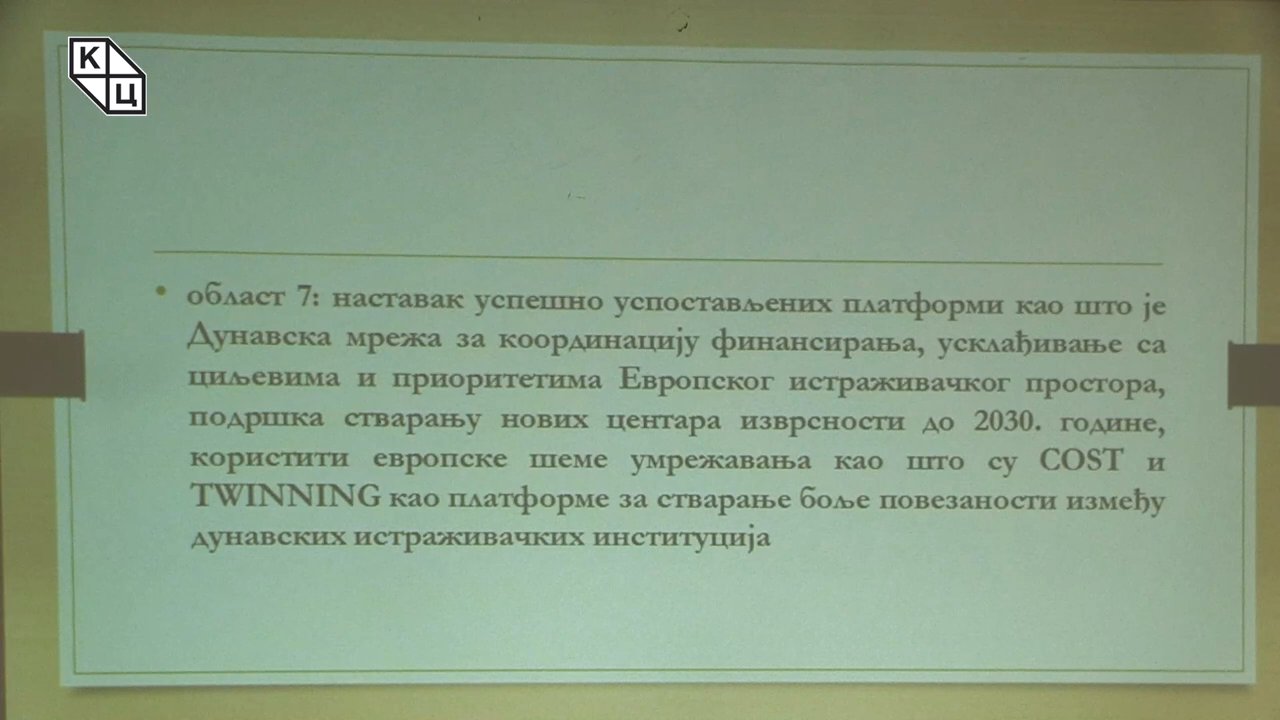 К
Ц
• област 7: наставак успешно успостављених платформи као што је
Дунавска мрежа за координацију финансирања, усклађивање са
циљевима и приоритетима Европског истраживачког простора,
подршка стварању нових центара изврсности до 2030. године,
користити европске шеме умрежавања као што су COST и
TWINNING као платформе за стварање боље повезаности између
дунавских истраживачких институција